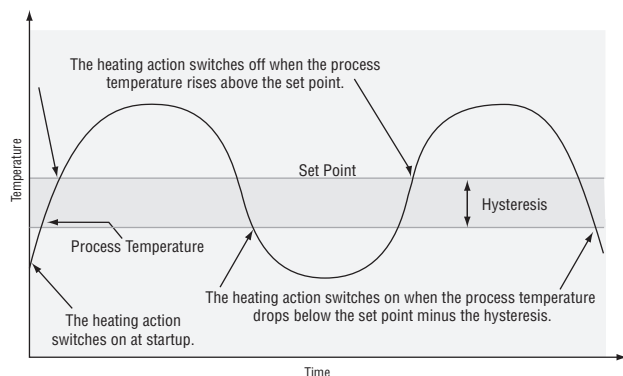 The heating action switches off when the process
temperature rises above the set point.
Set Point
Hysteresis
Process Temperature
The heating action switches on when the process temperature
drops below the set point minus the hysteresis.
The heating action
switches on at startup.
Temperature
Time